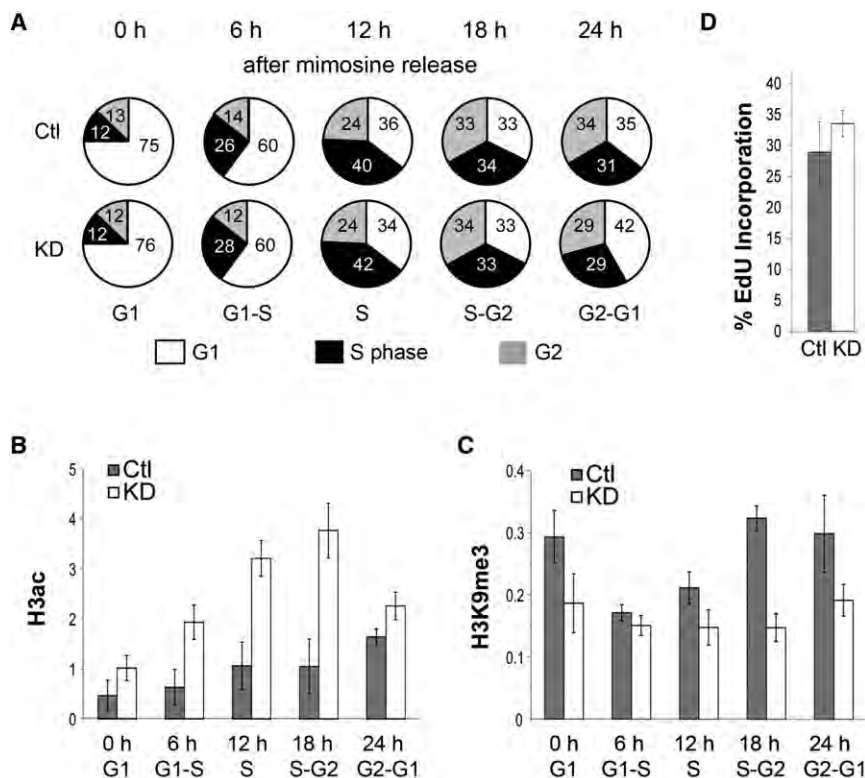 A
0 h 6 h 12 h 18 h 24 h
after mimosine release
Ctl
13 12 75
14 26 60
24 36 40
33 33 34
34 35 31
KD
12 12 76
12 28 60
24 34 42
34 33 33
29 42 29
G1 G1-S S S-G2 G2-G1
G1 S phase G2
D
% EdU Incorporation
40
35
30
25
20
15
10
5
0
Ctl KD
B
Ctl
KD
H3ac
5
4
3
2
1
0
0 h 6 h 12 h 18 h 24 h
G1 G1-S S S-G2 G2-G1
C
Ctl
KD
H3K9me3
0.4
0.3
0.2
0.1
0
0 h 6 h 12 h 18 h 24 h
G1 G1-S S S-G2 G2-G1